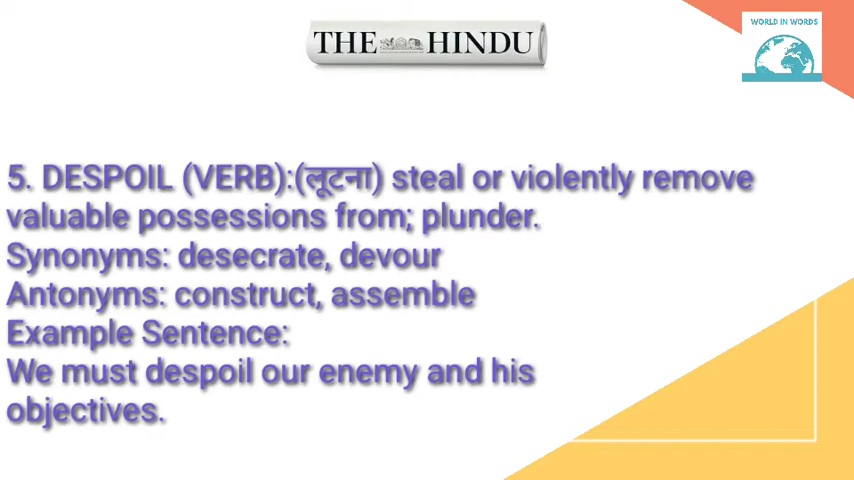 THE HINDU
WORLD IN WORDS
5. DESPOIL (VERB):(लूटना) steal or violently remove
valuable possessions from; plunder.
Synonyms: desecrate, devour
Antonyms: construct, assemble
Example Sentence:
We must despoil our enemy and his
objectives.